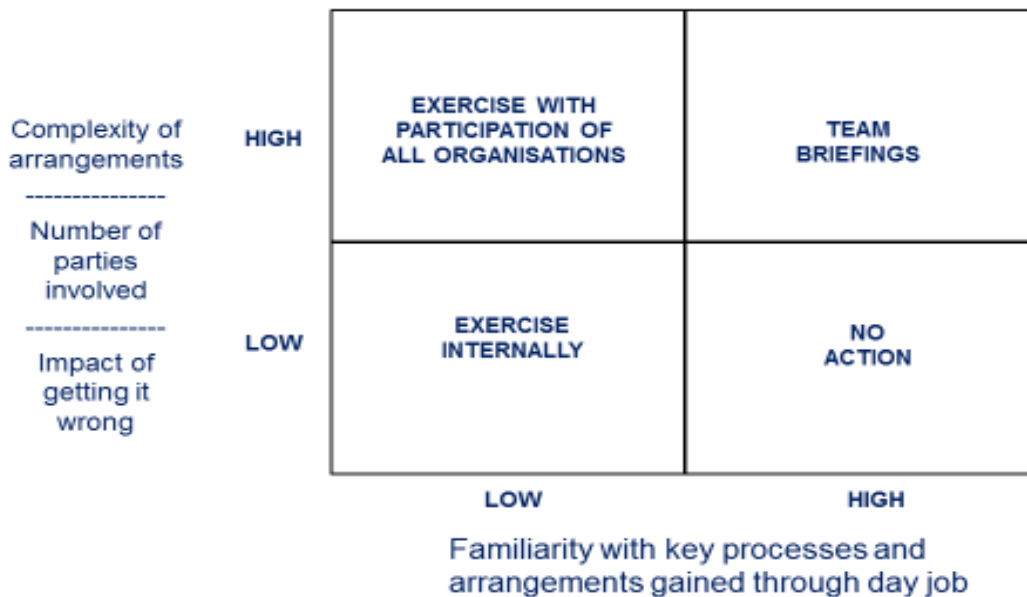 Complexity of
arrangements
---------------
Number of
parties
involved
---------------
Impact of
getting it
wrong
HIGH
EXERCISE WITH
PARTICIPATION OF
ALL ORGANISATIONS
TEAM
BRIEFINGS
LOW
EXERCISE
INTERNALLY
NO
ACTION
LOW
HIGH
Familiarity with key processes and
arrangements gained through day job